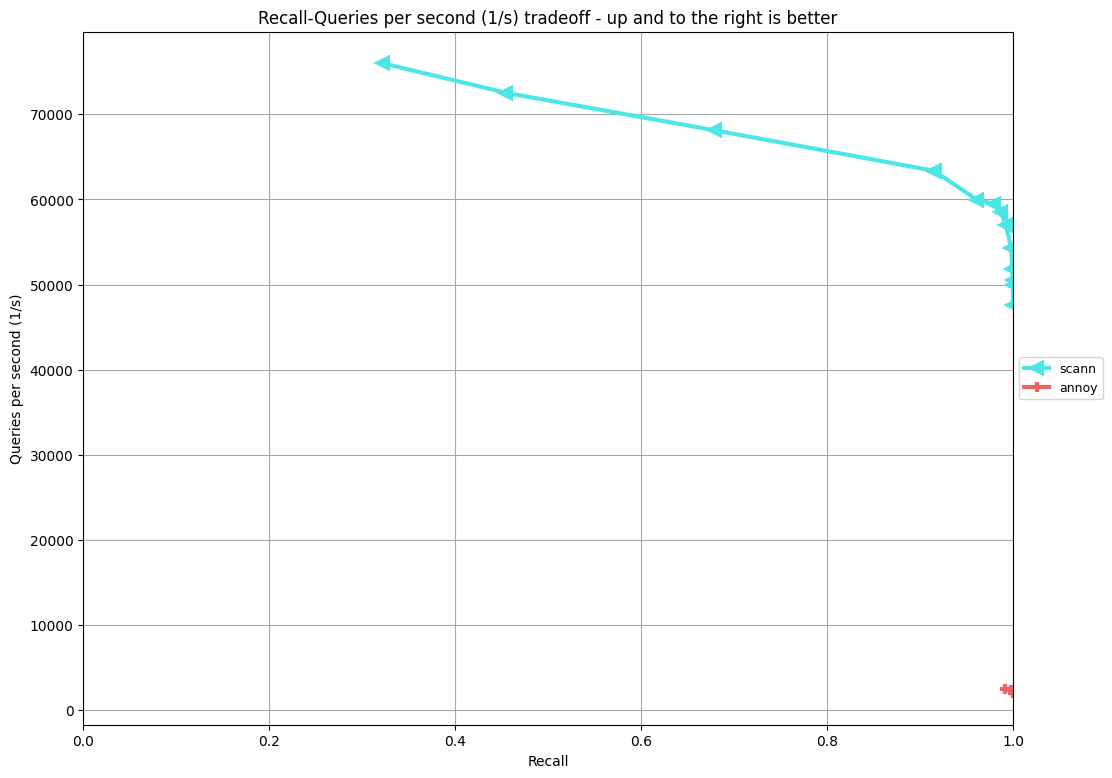 Recall-Queries per second (1/s) tradeoff - up and to the right is better
Queries per second (1/s)
70000
60000
50000
40000
30000
20000
10000
0
0.0
0.2
0.4
0.6
0.8
1.0
Recall
scann
annoy